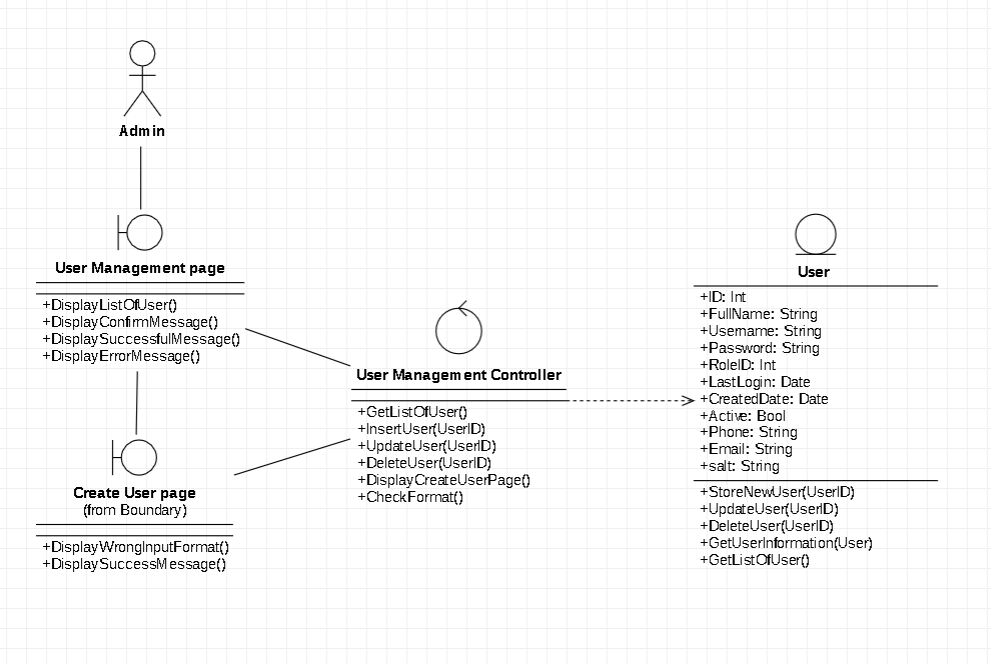 Admin
User Management page
+DisplayListOfUser()
+DisplayConfirmMessage()
+DisplaySuccessfulMessage()
+DisplayErrorMessage()
Create User page
(from Boundary)
+DisplayWrongInputFormat()
+DisplaySuccessMessage()
User Management Controller
+GetListOfUser()
+InsertUser(UserID)
+UpdateUser(UserID)
+DeleteUser(UserID)
+DisplayCreateUserPage()
+CheckFormat()
User
+ID: Int
+FullName: String
+Username: String
+Password: String
+RoleID: Int
+LastLogin: Date
+CreatedDate: Date
+Active: Bool
+Phone: String
+Email: String
+salt: String
+StoreNewUser(UserID)
+UpdateUser(UserID)
+DeleteUser(UserID)
+GetUserInformation(User)
+GetListOfUser()